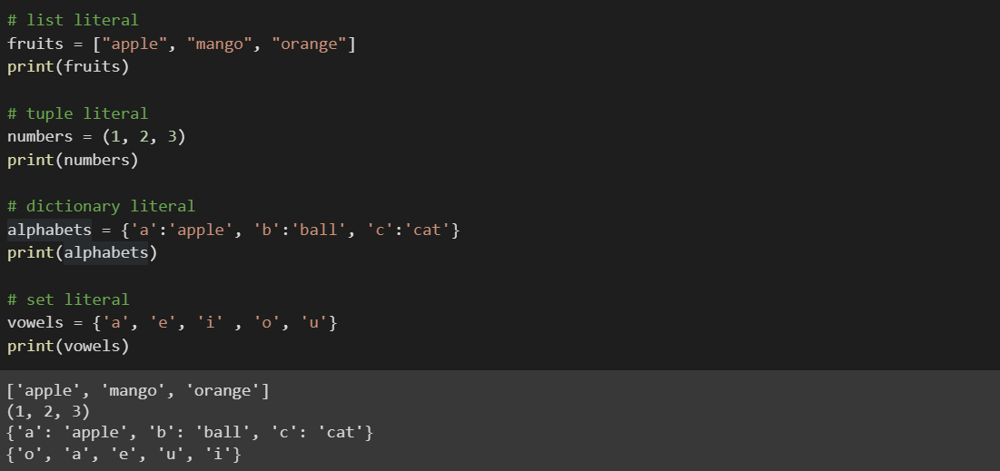 # list literal
fruits = ["apple", "mango", "orange"]
print(fruits)
# tuple literal
numbers = (1, 2, 3)
print(numbers)
# dictionary literal
alphabets = {'a':'apple', 'b':'ball', 'c':'cat'}
print(alphabets)
# set literal
vowels = {'a', 'e', 'i' , 'o', 'u'}
print(vowels)
['apple', 'mango', 'orange']
(1, 2, 3)
{'a': 'apple', 'b': 'ball', 'c': 'cat'}
{'o', 'a', 'e', 'u', 'i'}